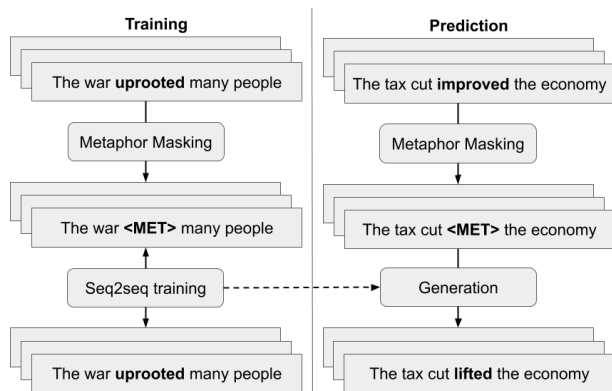 Training
The war uprooted many people
Metaphor Masking
The war <MET> many people
Seq2seq training
The war uprooted many people
Prediction
The tax cut improved the economy
Metaphor Masking
The tax cut <MET> the economy
Generation
The tax cut lifted the economy